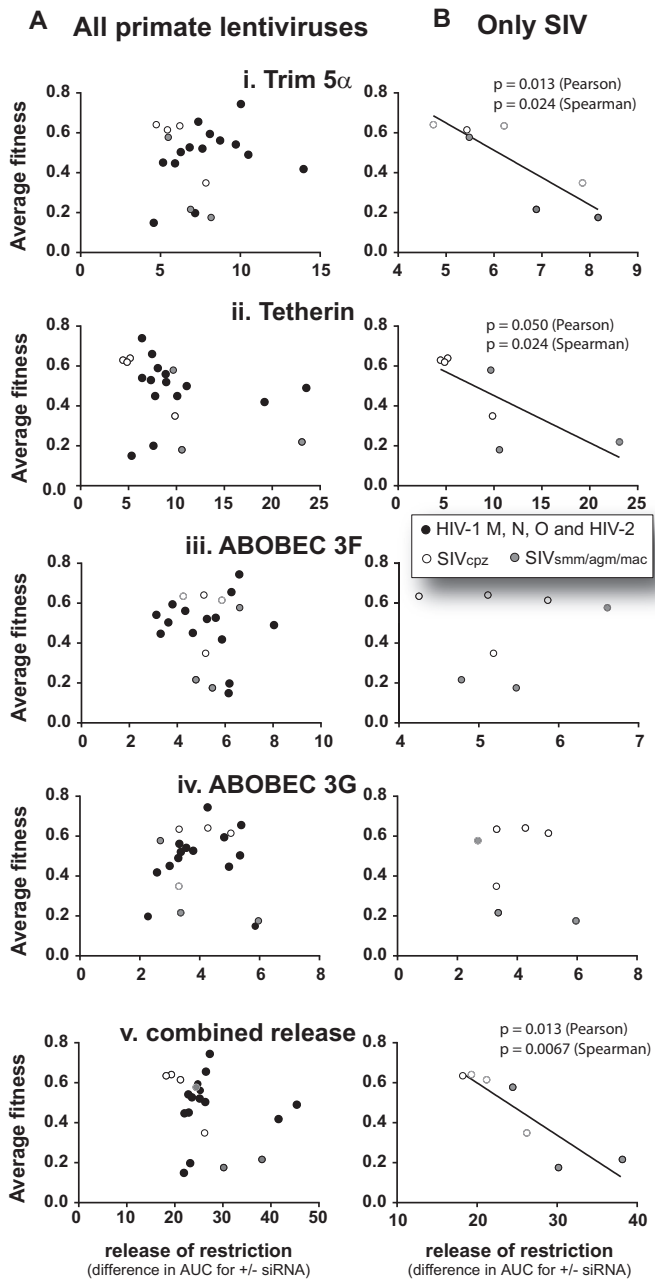 A All primate lentiviruses B Only SIV
i. Trim 5α
Average fitness
0.8
0.6
0.4
0.2
0.0
0 5 10 15
p = 0.013 (Pearson)
p = 0.024 (Spearman)
0.8
0.6
0.4
0.2
0.0
4 5 6 7 8 9
ii. Tetherin
Average fitness
0.8
0.6
0.4
0.2
0.0
0 5 10 15 20 25
p = 0.050 (Pearson)
p = 0.024 (Spearman)
0.8
0.6
0.4
0.2
0.0
0 5 10 15 20 25
HIV-1 M, N, O and HIV-2
SIVcpz SIVsmm/agm/mac
iii. ABOBEC 3F
Average fitness
0.8
0.6
0.4
0.2
0.0
0 2 4 6 8 10
0.8
0.6
0.4
0.2
0.0
4 5 6 7
iv. ABOBEC 3G
Average fitness
0.8
0.6
0.4
0.2
0.0
0 2 4 6 8
0.8
0.6
0.4
0.2
0.0
0 2 4 6 8
v. combined release
Average fitness
0.8
0.6
0.4
0.2
0.0
0 10 20 30 40 50
p = 0.013 (Pearson)
p = 0.0067 (Spearman)
0.8
0.6
0.4
0.2
0.0
10 20 30 40
release of restriction
(difference in AUC for +/- siRNA)
release of restriction
(difference in AUC for +/- siRNA)